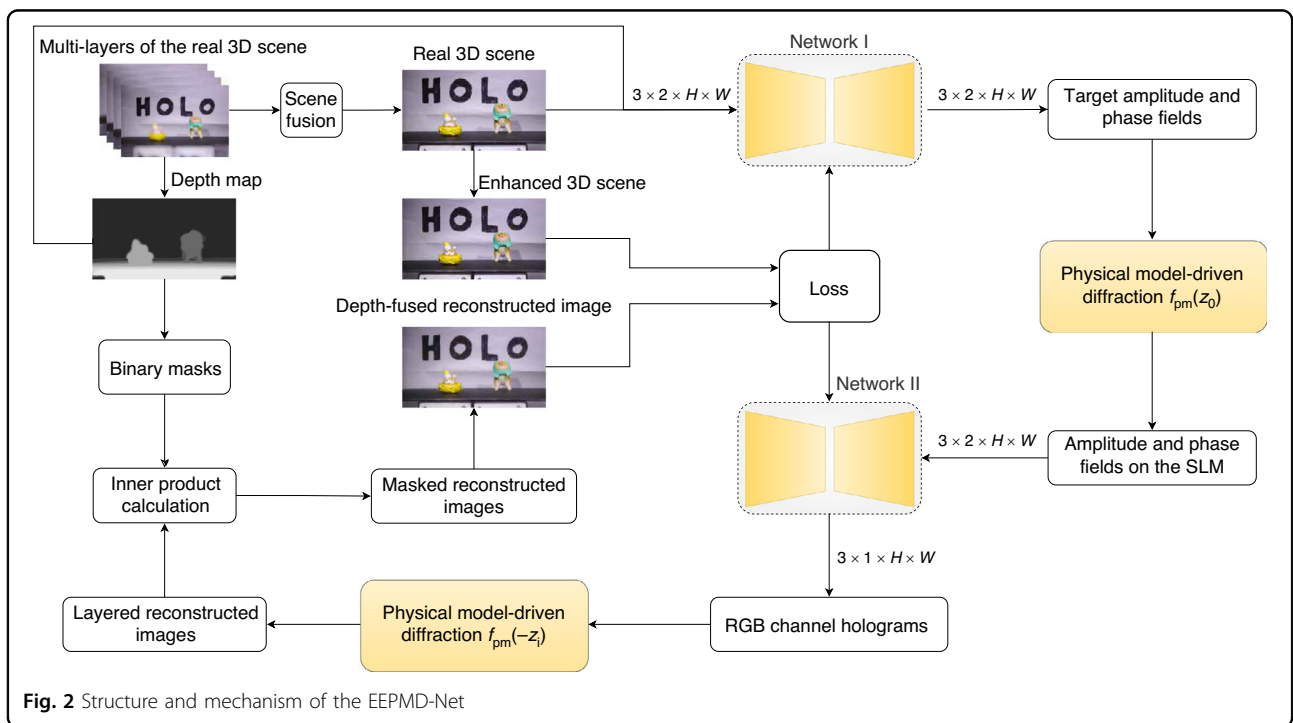 Multi-layers of the real 3D scene
HOLO
Scene
fusion
Real 3D scene
HOLO
3 × 2 × H × W
Network I
3 × 2 × H × W
Target amplitude and
phase fields
Depth map
Enhanced 3D scene
HOLO
Loss
Physical model-driven
diffraction f_pm(z_0)
Depth-fused reconstructed image
HOLO
Binary masks
Network II
3 × 2 × H × W
Amplitude and phase
fields on the SLM
Inner product
calculation
Masked reconstructed
images
3 × 1 × H × W
Layered reconstructed
images
Physical model-driven
diffraction f_pm(–z_i)
RGB channel holograms
Fig. 2 Structure and mechanism of the EEPMD-Net